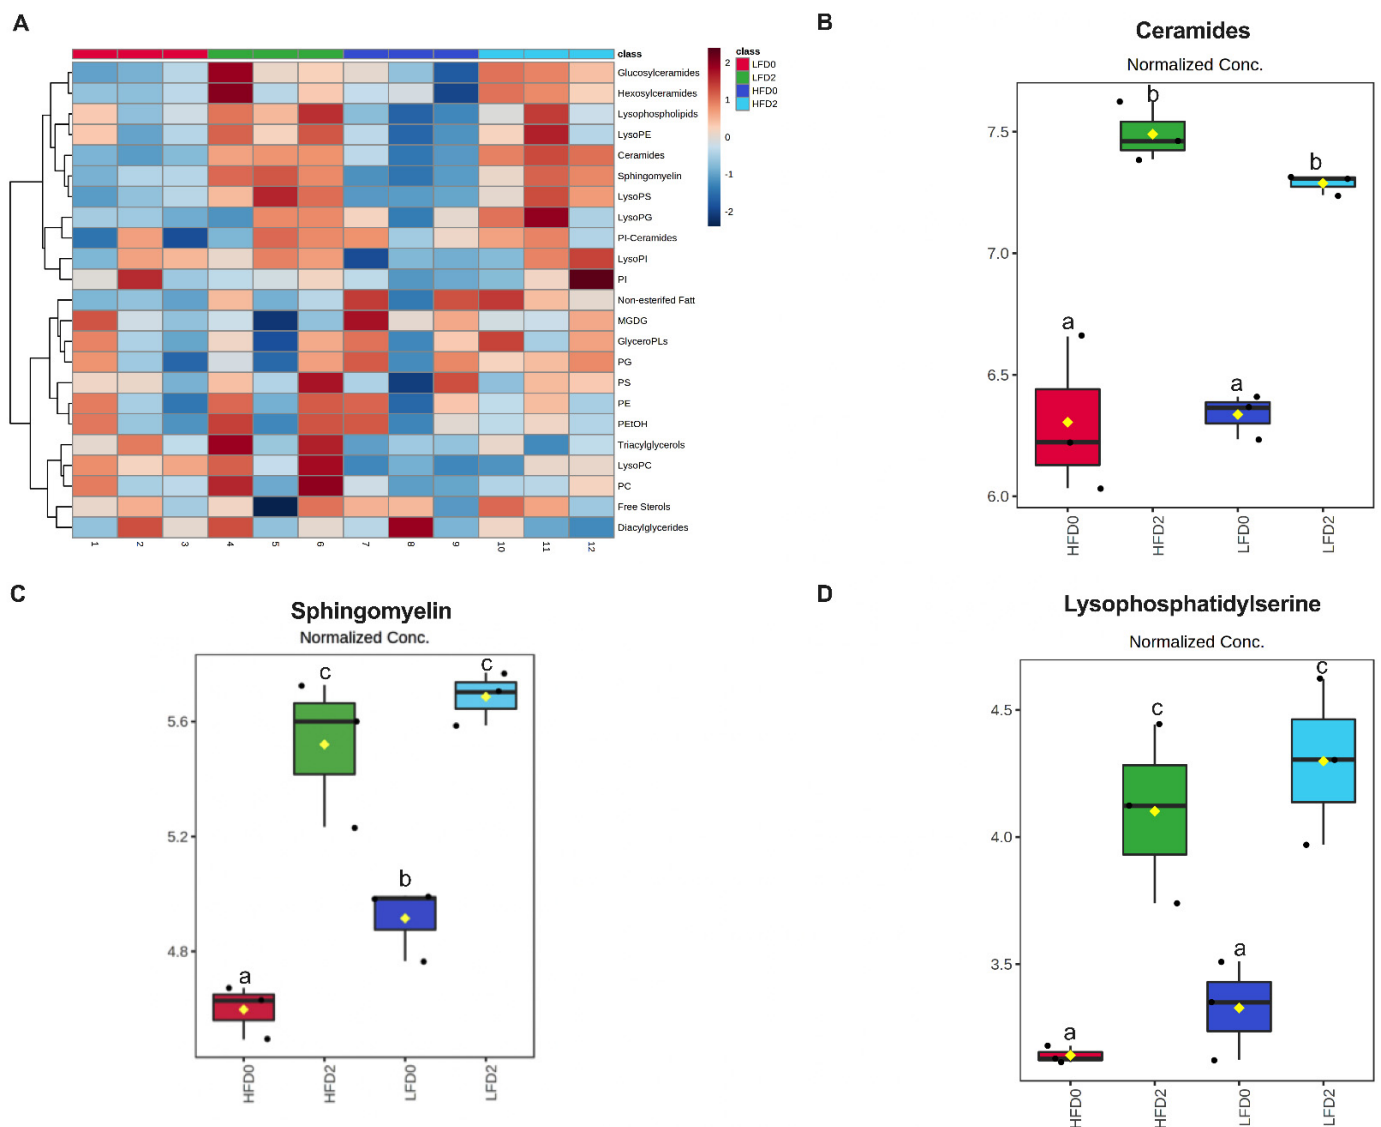 A
class
Glucosylceramides
Hexosylceramides
Lysophospholipids
LysoPE
Ceramides
Sphingomyelin
LysoPS
LysoPG
PI-Ceramides
LysoPI
PI
Non-esterifed Fatt
MGDG
GlyceroPLs
PG
PS
PE
PEtOH
Triacylglycerols
LysoPC
PC
Free Sterols
Diacylglycerides
1 2 3 4 5 6 7 8 9 10 11 12
2
1
0
-1
-2
class
LFD0
LFD2
HFD0
HFD2
B
Ceramides
Normalized Conc.
7.5
7.0
6.5
6.0
a
b
a
b
HFD0 HFD2 LFD0 LFD2
C
Sphingomyelin
Normalized Conc.
5.6
5.2
4.8
a
c
b
c
HFD0 HFD2 LFD0 LFD2
D
Lysophosphatidylserine
Normalized Conc.
4.5
4.0
3.5
a
c
a
c
HFD0 HFD2 LFD0 LFD2